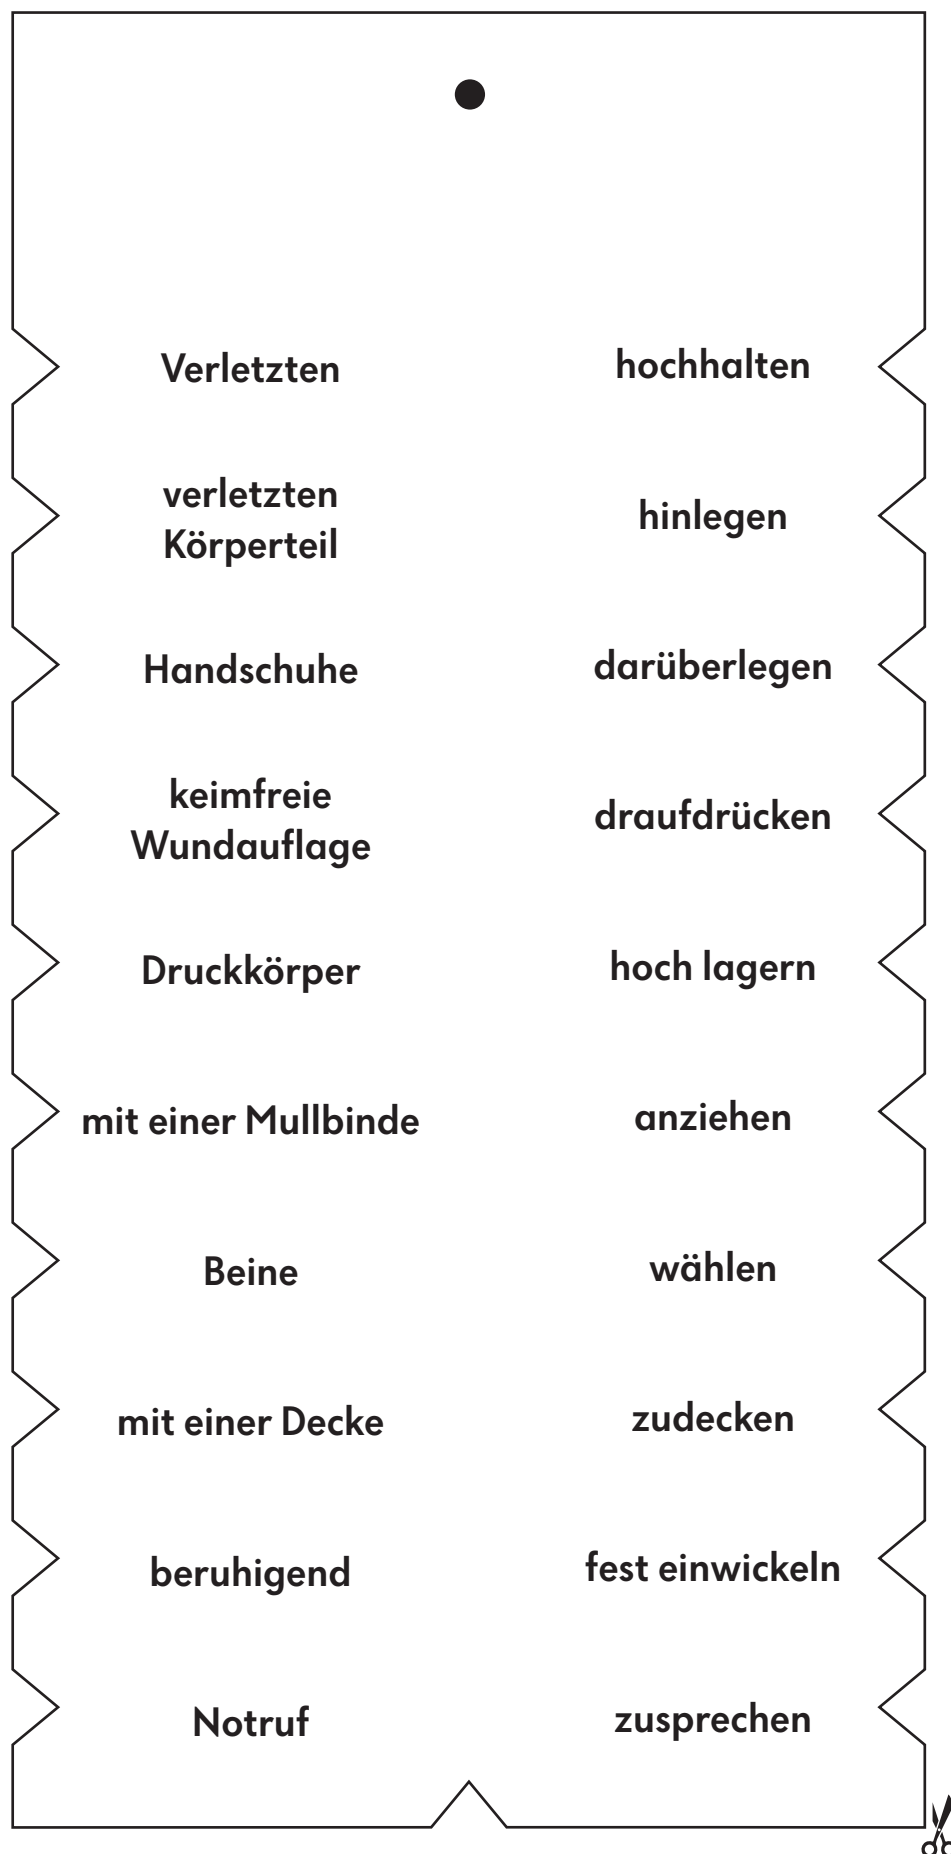 Verletzten
hochhalten
verletzten
Körperteil
hinlegen
Handschuhe
darüberlegen
keimfreie
Wundauflage
draufdrücken
Druckkörper
hoch lagern
mit einer Mullbinde
anziehen
Beine
wählen
mit einer Decke
zudecken
beruhigend
fest einwickeln
Notruf
zusprechen